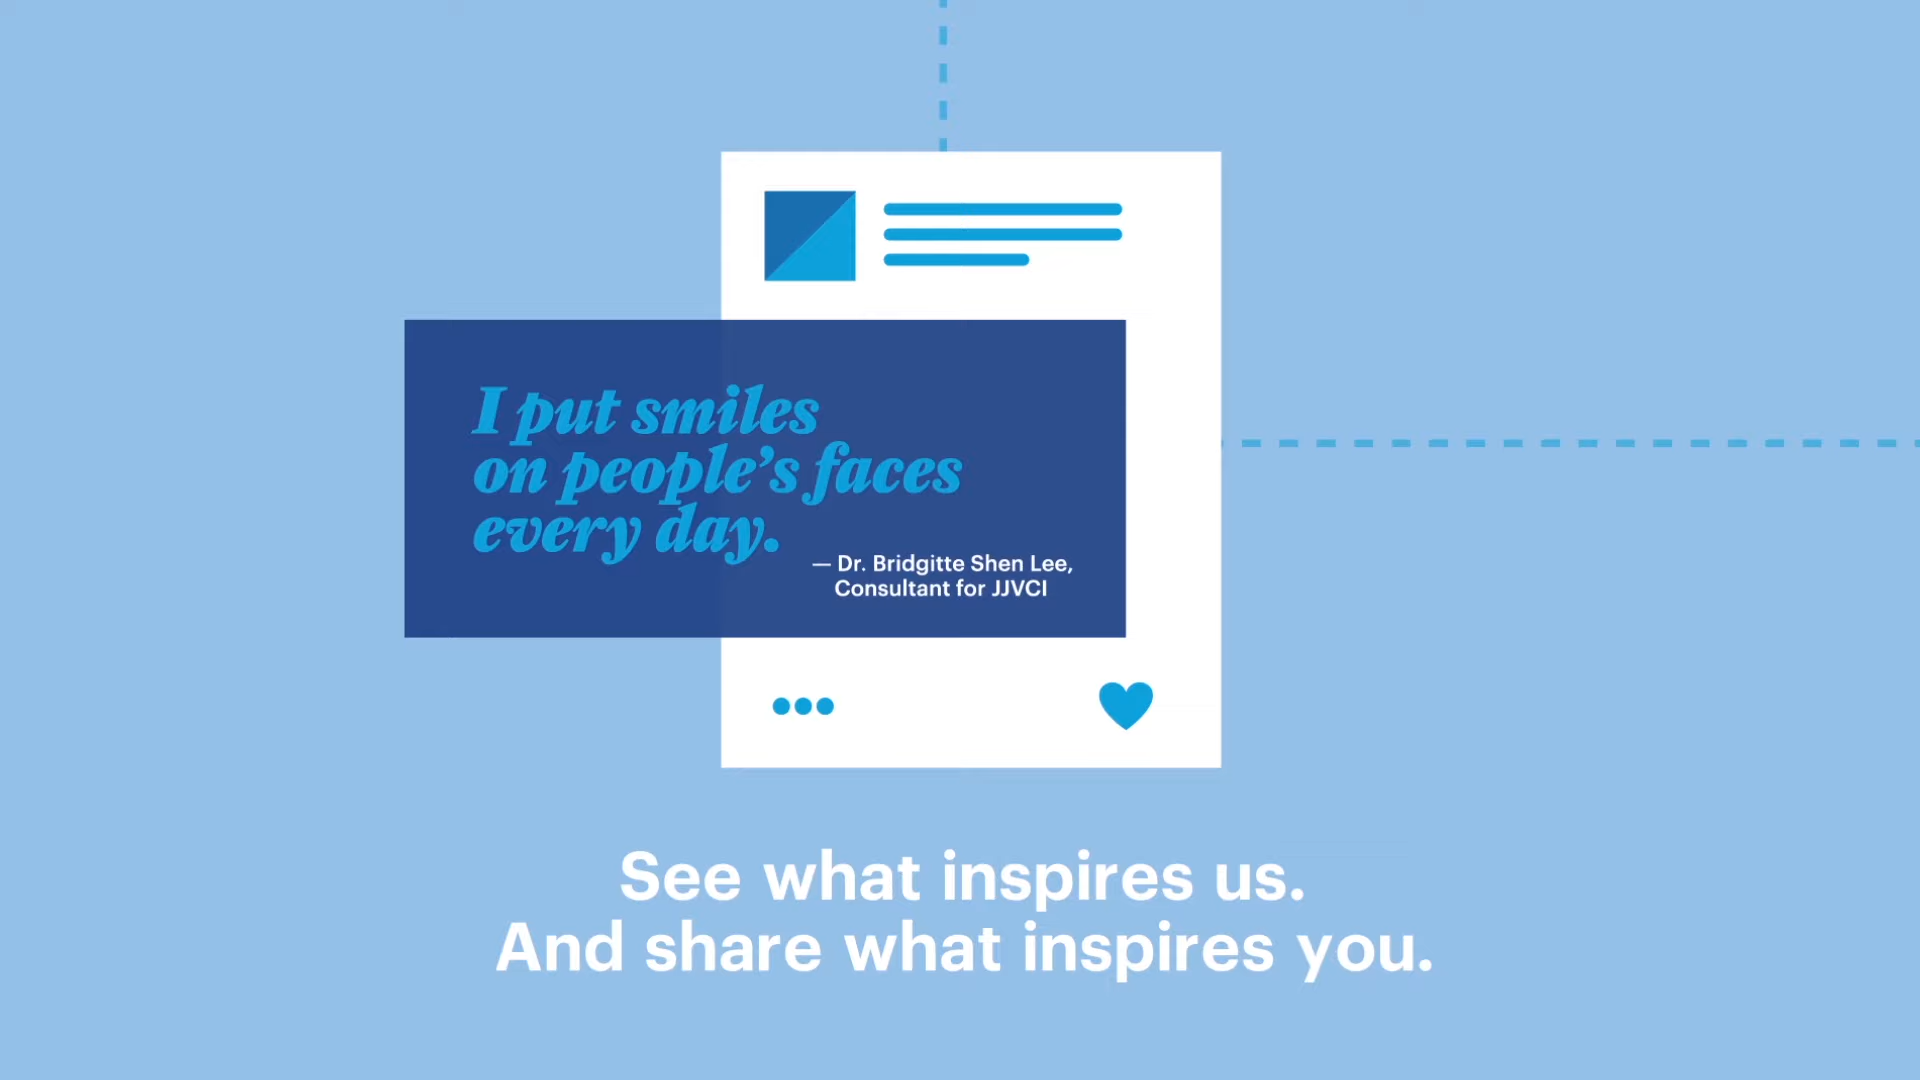 I put smiles
on people’s faces
every day.
— Dr. Bridgitte Shen Lee,
Consultant for JJVCI
See what inspires us.
And share what inspires you.